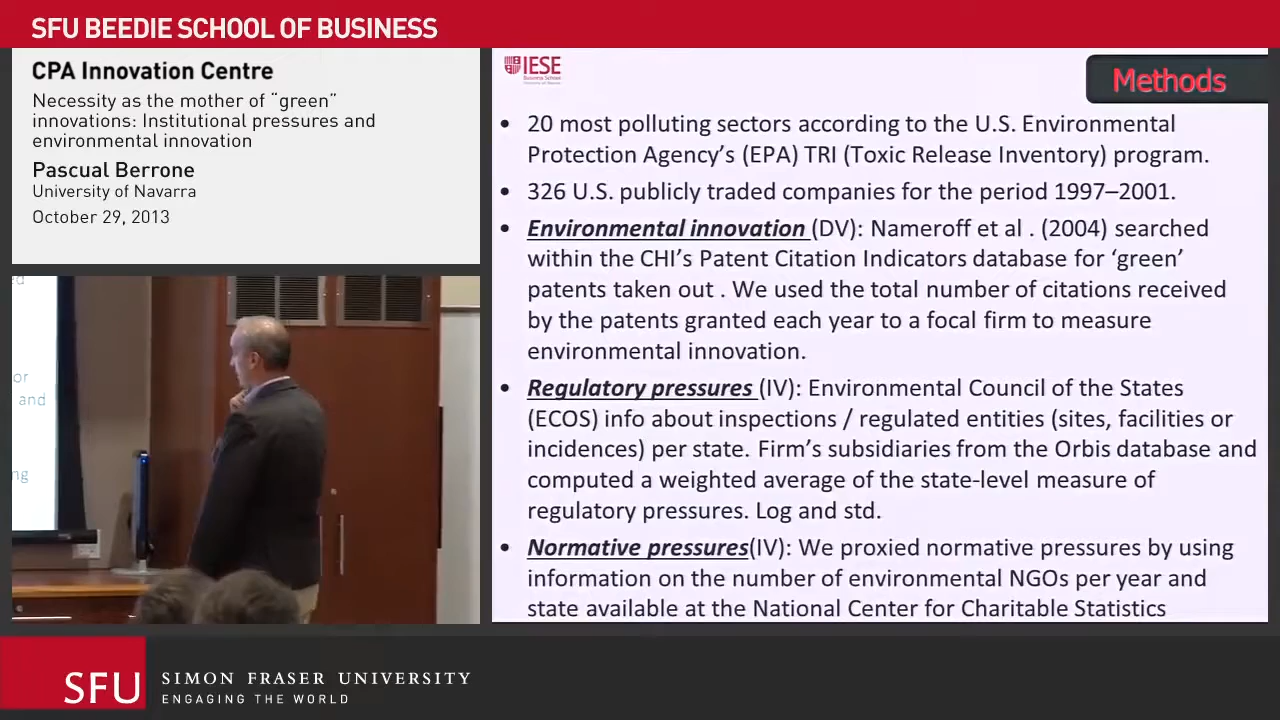 SFU BEEDIE SCHOOL OF BUSINESS
CPA Innovation Centre
Necessity as the mother of "green"
innovations: Institutional pressures and
environmental innovation
Pascual Berrone
University of Navarra
October 29, 2013
or
and
ng
IESE
Methods
• 20 most polluting sectors according to the U.S. Environmental
Protection Agency's (EPA) TRI (Toxic Release Inventory) program.
• 326 U.S. publicly traded companies for the period 1997–2001.
• Environmental innovation (DV): Nameroff et al . (2004) searched
within the CHI's Patent Citation Indicators database for 'green'
patents taken out . We used the total number of citations received
by the patents granted each year to a focal firm to measure
environmental innovation.
• Regulatory pressures (IV): Environmental Council of the States
(ECOS) info about inspections / regulated entities (sites, facilities or
incidences) per state. Firm's subsidiaries from the Orbis database and
computed a weighted average of the state-level measure of
regulatory pressures. Log and std.
• Normative pressures(IV): We proxied normative pressures by using
information on the number of environmental NGOs per year and
state available at the National Center for Charitable Statistics
SFU
SIMON FRASER UNIVERSITY
ENGAGING THE WORLD